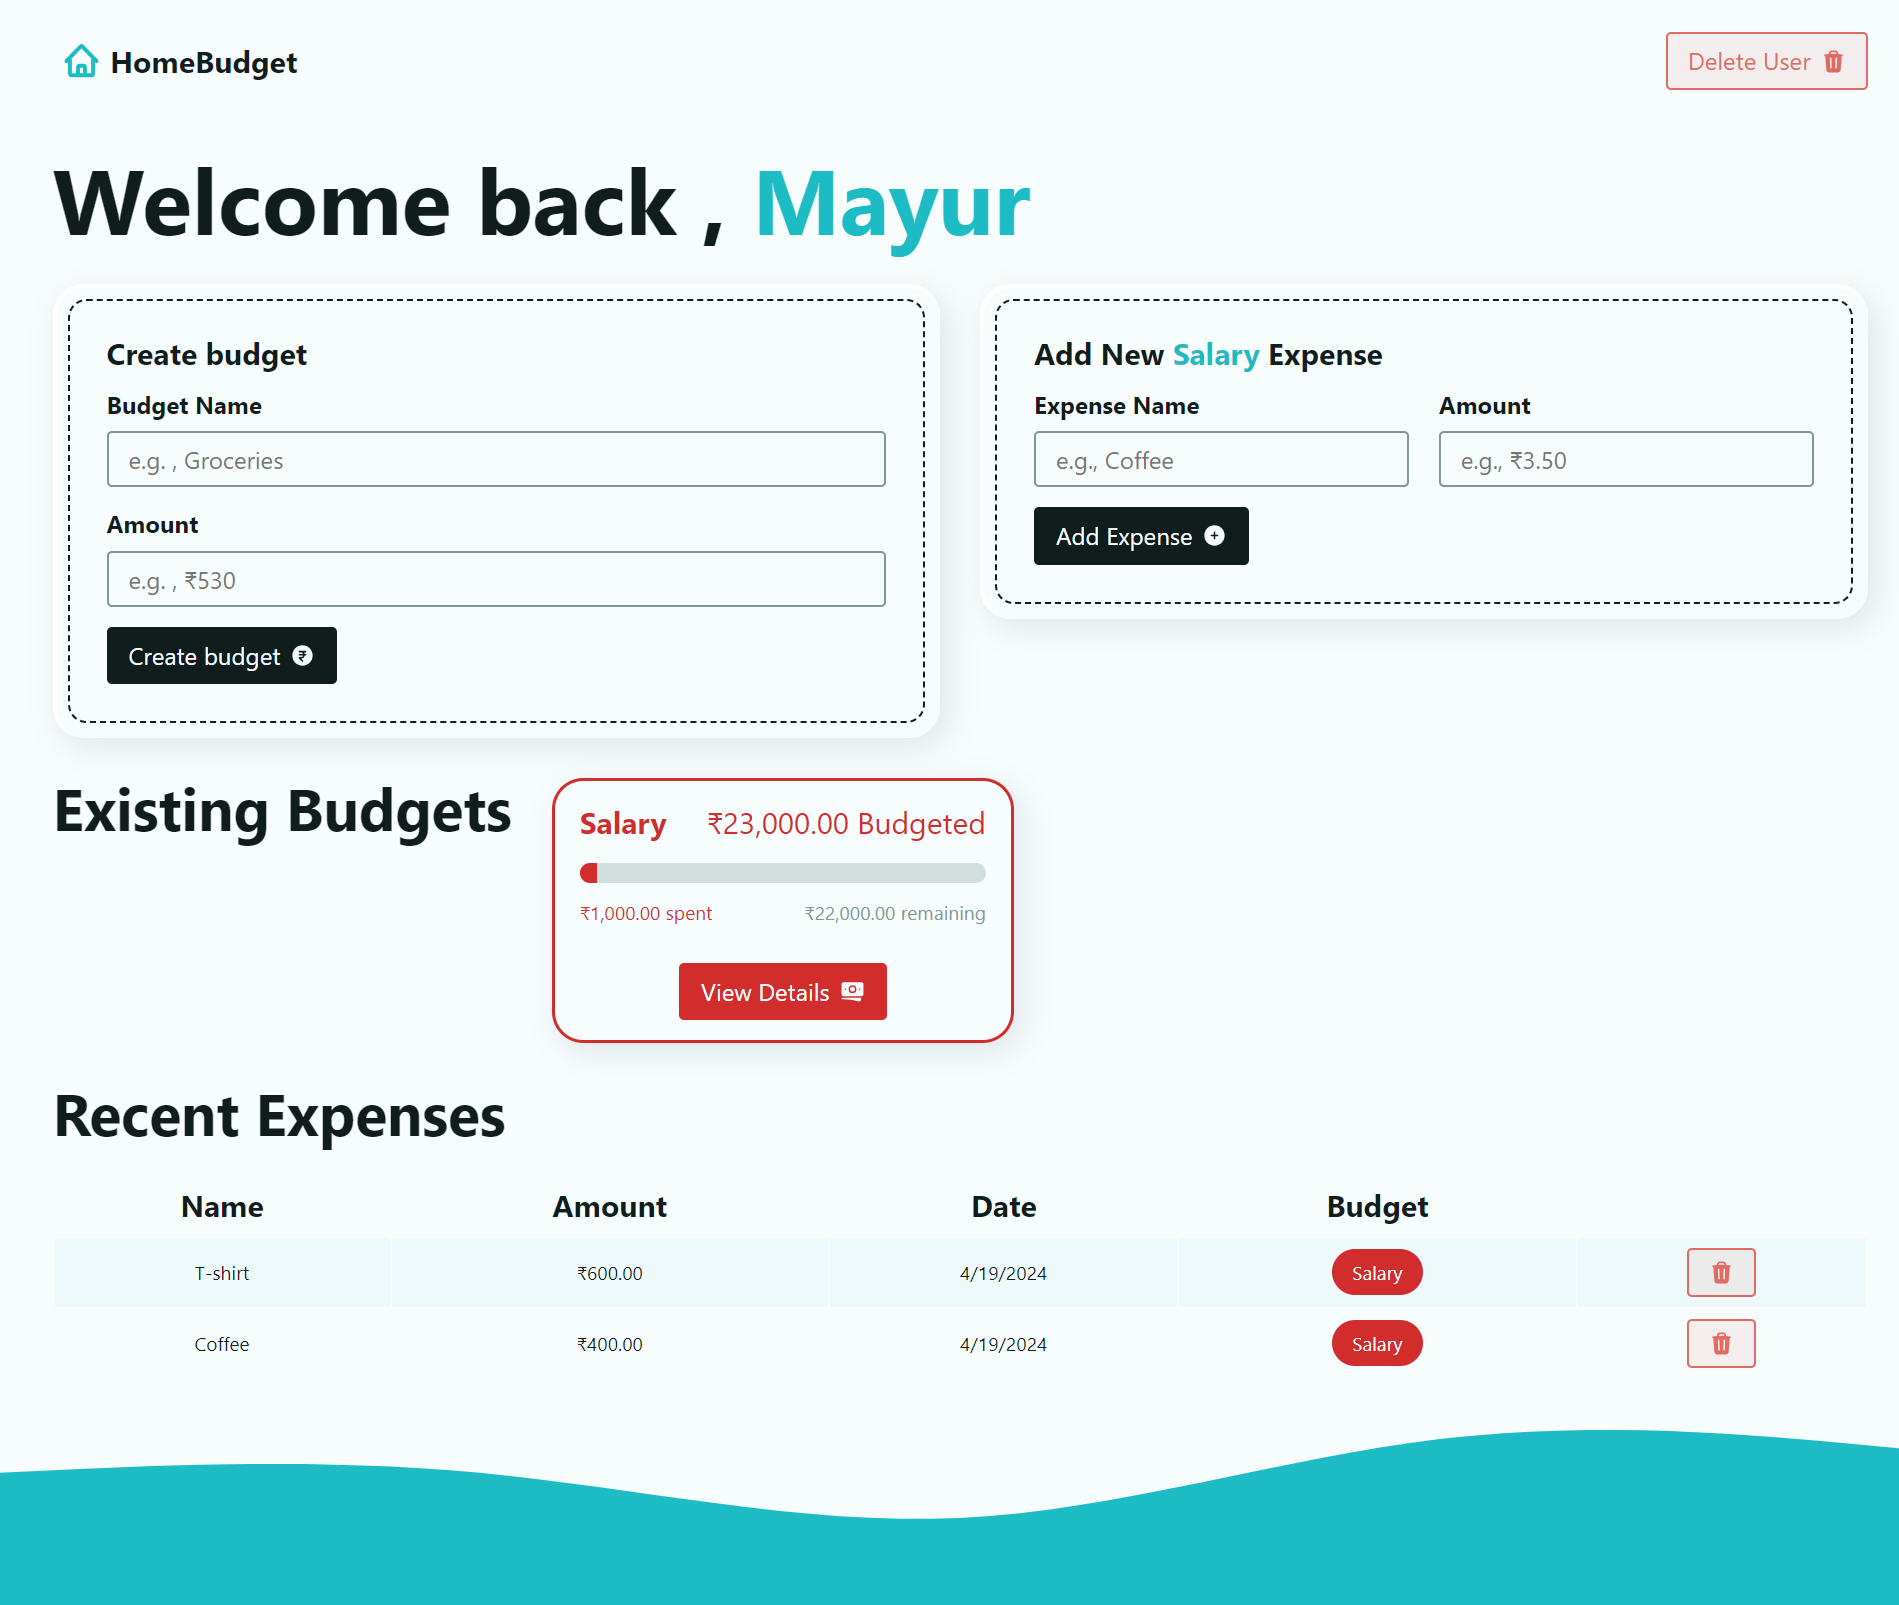 HomeBudget
Delete User
Welcome back , Mayur
Create budget
Budget Name
e.g. , Groceries
Amount
e.g. , ₹530
Create budget ₹
Add New Salary Expense
Expense Name
Amount
e.g., Coffee
e.g., ₹3.50
Add Expense
Existing Budgets
Salary ₹23,000.00 Budgeted
₹1,000.00 spent ₹22,000.00 remaining
View Details
Recent Expenses
Name Amount Date Budget
T-shirt ₹600.00 4/19/2024 Salary
Coffee ₹400.00 4/19/2024 Salary